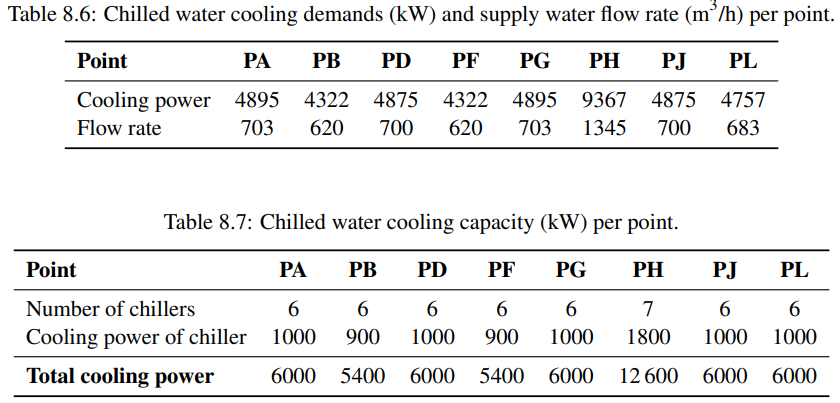 Table 8.6: Chilled water cooling demands (kW) and supply water flow rate (m³/h) per point.
Point PA PB PD PF PG PH PJ PL
Cooling power 4895 4322 4875 4322 4895 9367 4875 4757
Flow rate 703 620 700 620 703 1345 700 683
Table 8.7: Chilled water cooling capacity (kW) per point.
Point PA PB PD PF PG PH PJ PL
Number of chillers 6 6 6 6 6 7 6 6
Cooling power of chiller 1000 900 1000 900 1000 1800 1000 1000
Total cooling power 6000 5400 6000 5400 6000 12 600 6000 6000